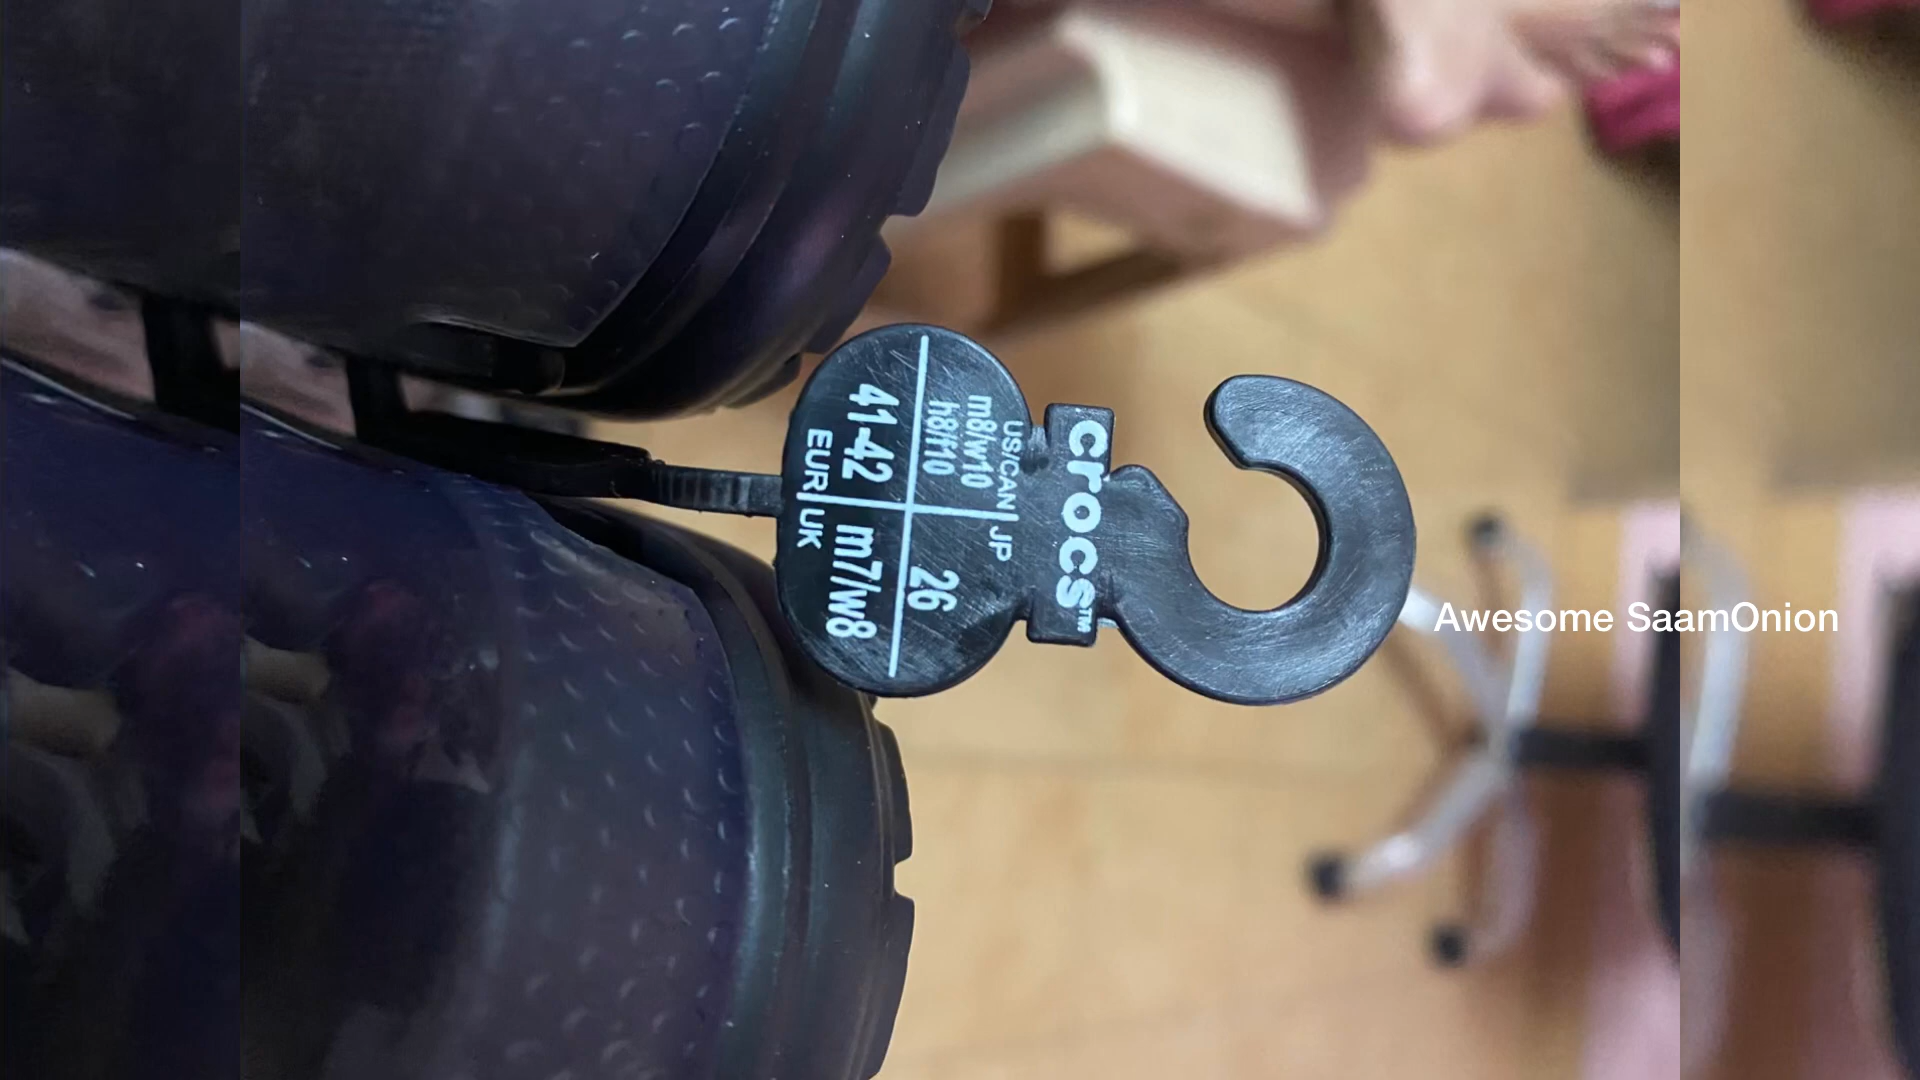 crocs™
US/CAN | JP
m8/w10
h8/f10
26
41-42
m7/w8
EUR | UK
Awesome SaamOnion